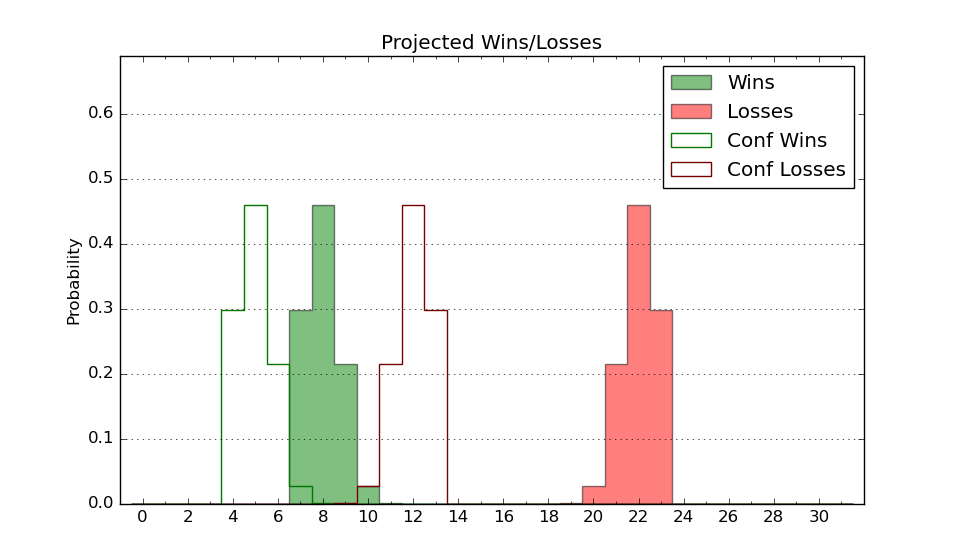 Projected Wins/Losses
Wins
Losses
Conf Wins
Conf Losses
Probability
0.6
0.5
0.4
0.3
0.2
0.1
0.0
0 2 4 6 8 10 12 14 16 18 20 22 24 26 28 30